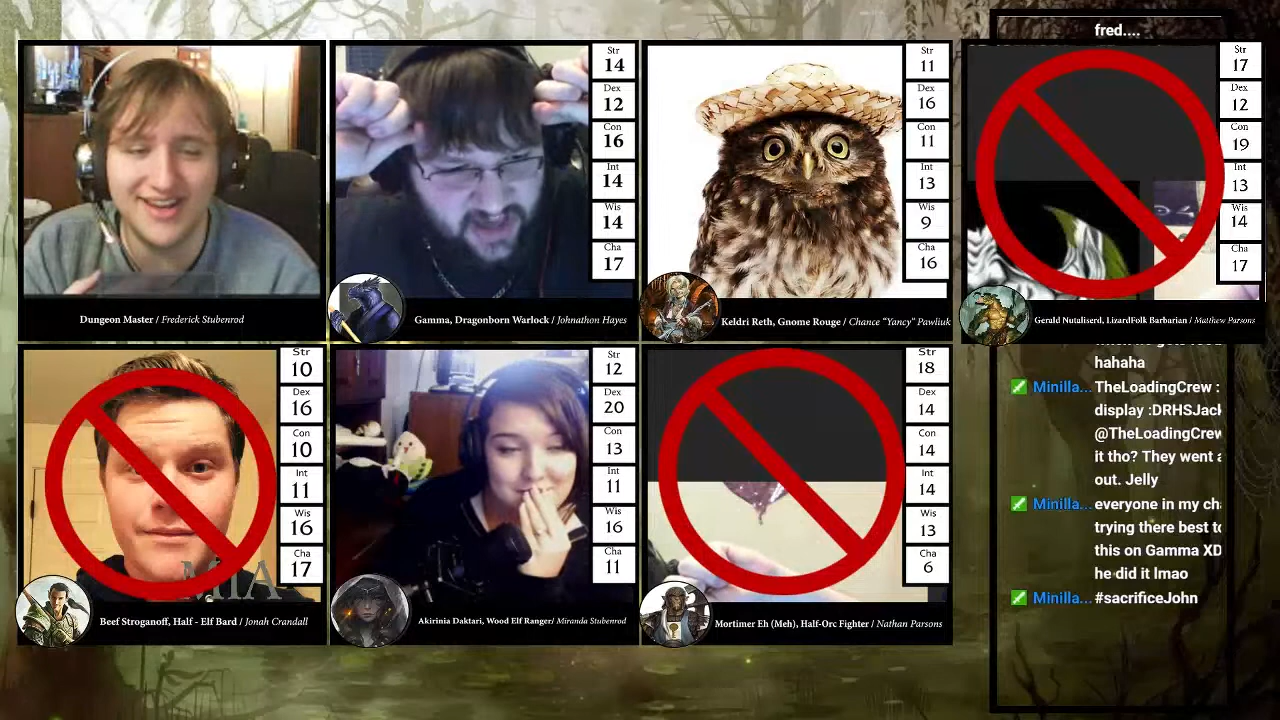 fred....
Str
14
Dex
12
Con
16
Int
14
Wis
14
Cha
17
Str
11
Dex
16
Con
11
Int
13
Wis
9
Cha
16
Str
17
Dex
12
Con
19
Int
13
Wis
14
Cha
17
Dungeon Master / Frederick Stubenrod
Gamma, Dragonborn Warlock / Johnathon Hayes
Keldri Reth, Gnome Rouge / Chance "Yancy" Pawliuk
Gerald Nutaliserd, LizardFolk Barbarian / Matthew Parsons
Str
10
Dex
16
Con
10
Int
11
Wis
16
Cha
17
MIA
Str
12
Dex
20
Con
13
Int
11
Wis
16
Cha
11
Str
18
Dex
14
Con
14
Int
14
Wis
13
Cha
6
Beef Stroganoff, Half - Elf Bard / Jonah Crandall
Akirinia Daktari, Wood Elf Ranger/ Miranda Stubenrod
Mortimer Eh (Meh), Half-Orc Fighter / Nathan Parsons
hahaha
Minilla... TheLoadingCrew :
display :DRHSJack
@TheLoadingCrew
it tho? They went a
out. Jelly
Minilla... everyone in my cha
trying there best to
this on Gamma XD
he did it lmao
Minilla... #sacrificeJohn